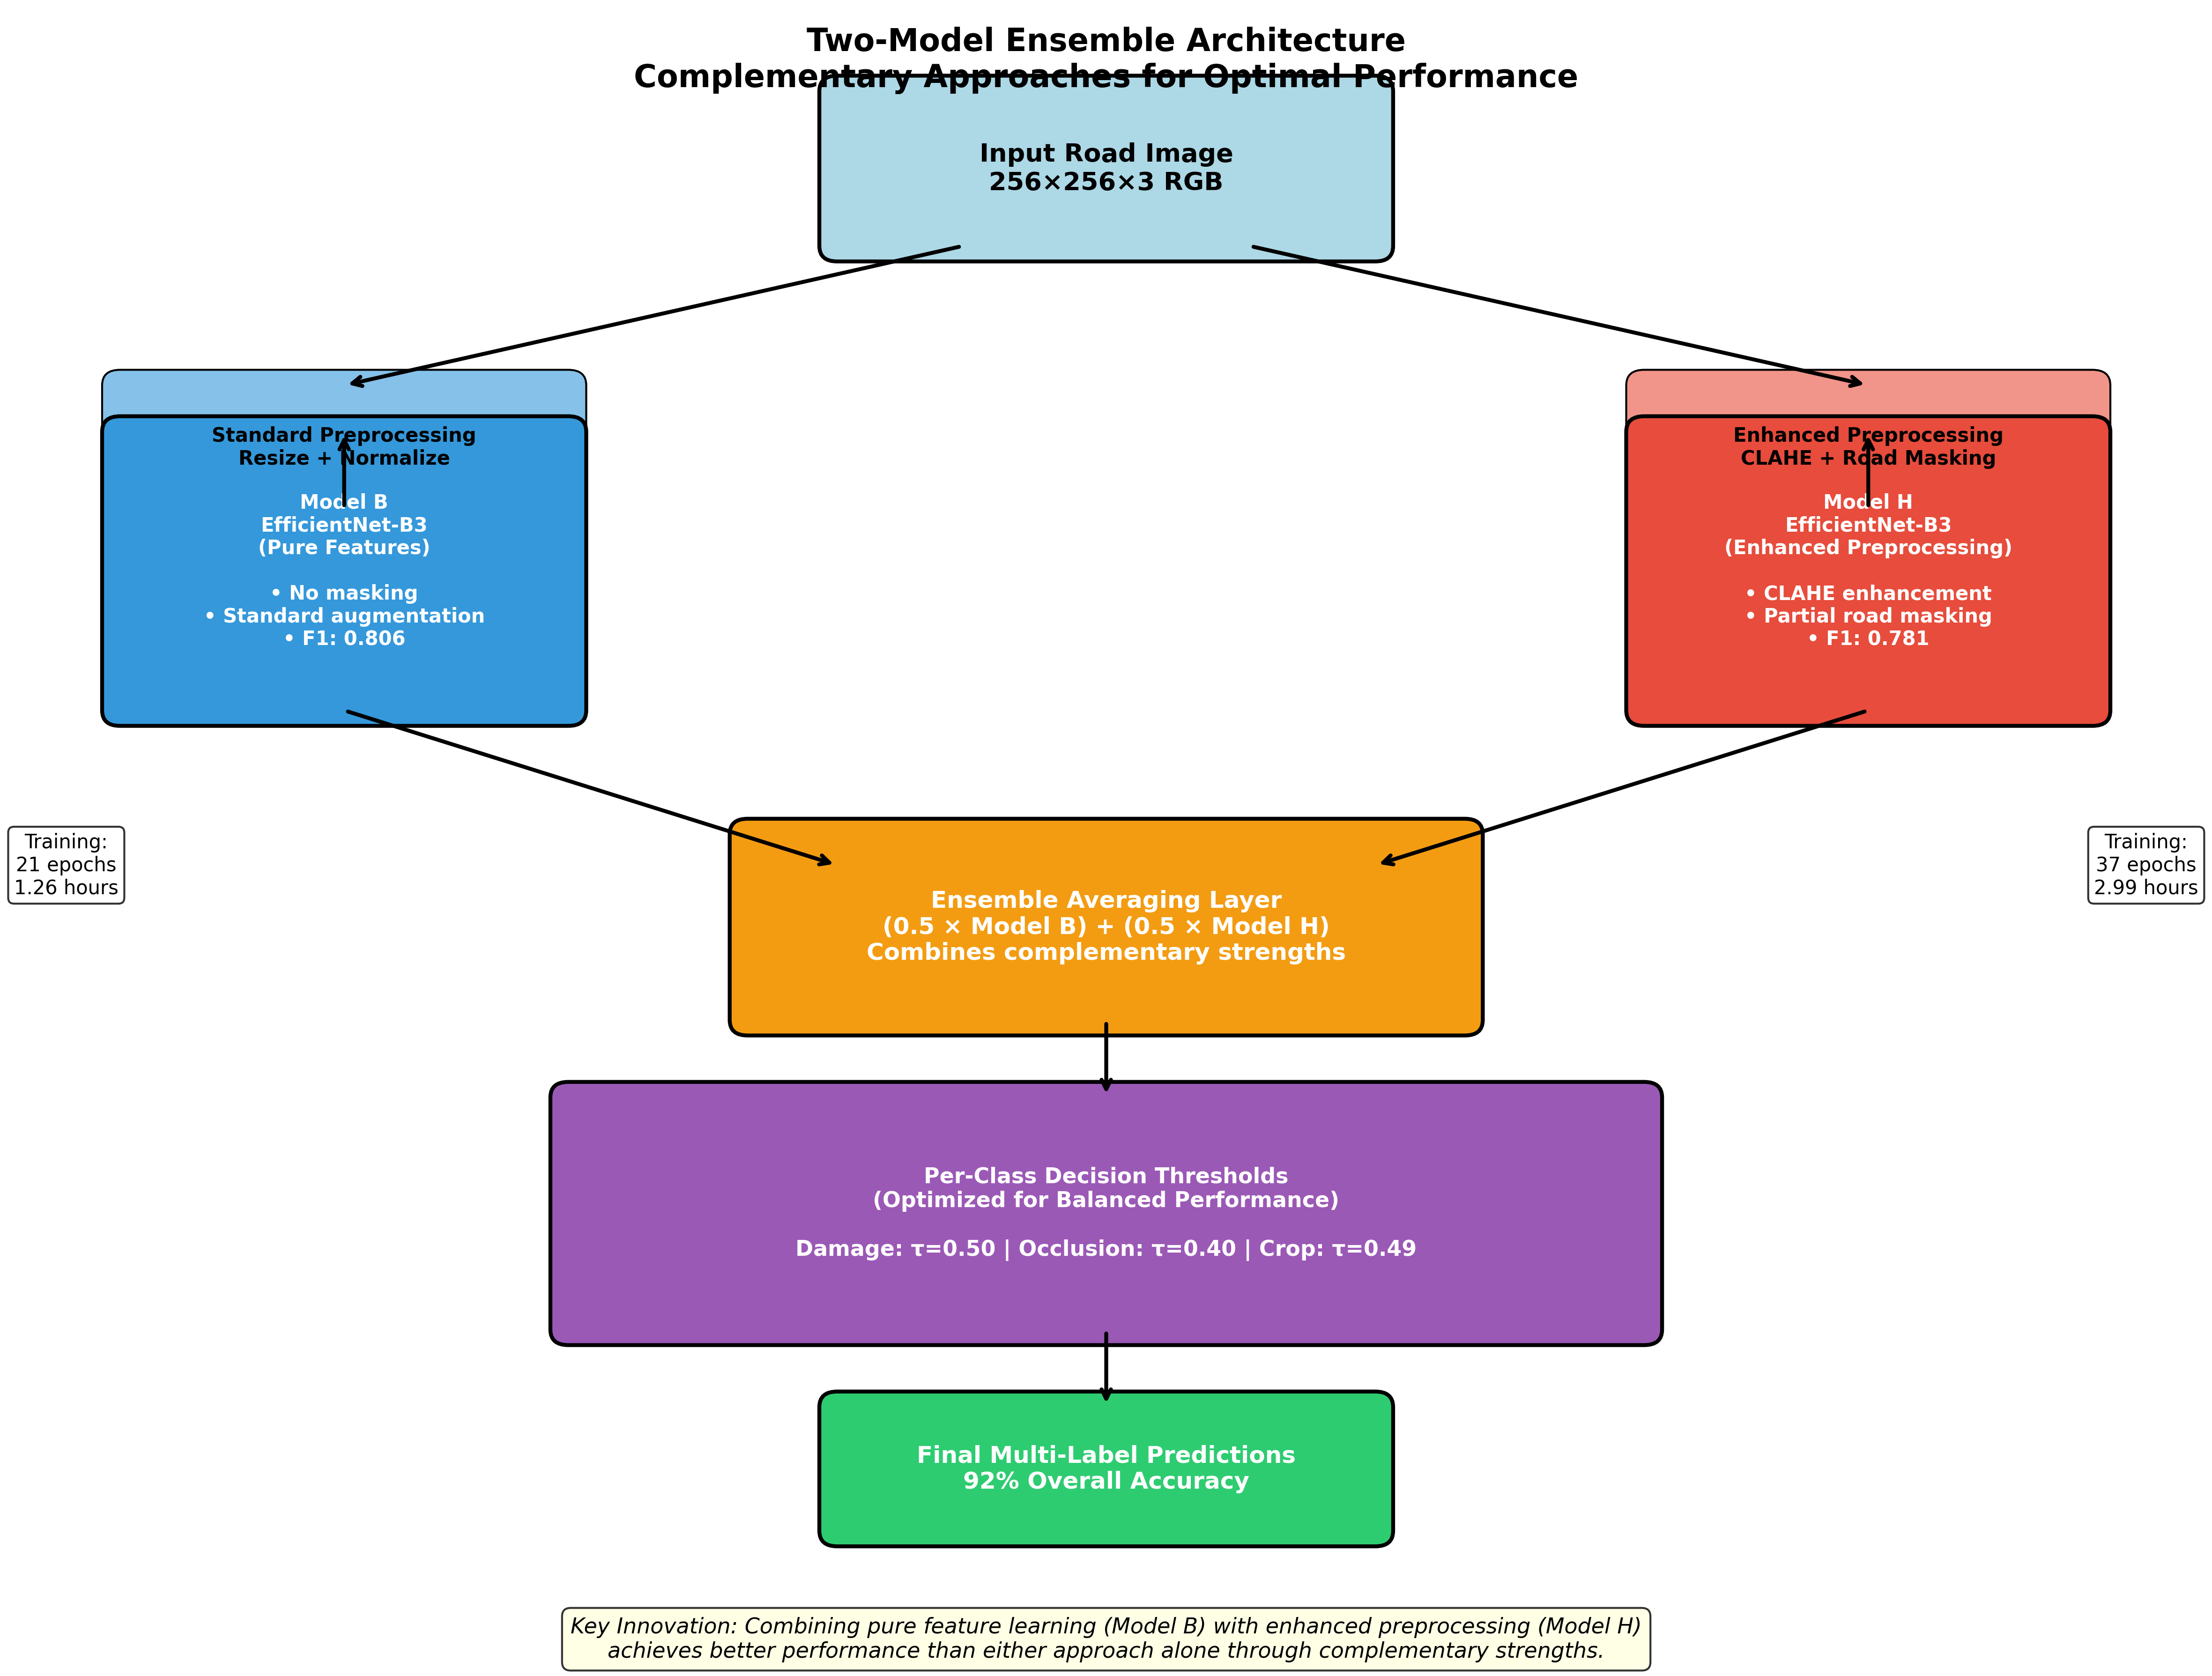 Two-Model Ensemble Architecture
Complementary Approaches for Optimal Performance
Input Road Image
256×256×3 RGB
Standard Preprocessing
Resize + Normalize
Model B
EfficientNet-B3
(Pure Features)
• No masking
• Standard augmentation
• F1: 0.806
Enhanced Preprocessing
CLAHE + Road Masking
Model H
EfficientNet-B3
(Enhanced Preprocessing)
• CLAHE enhancement
• Partial road masking
• F1: 0.781
Training:
21 epochs
1.26 hours
Training:
37 epochs
2.99 hours
Ensemble Averaging Layer
(0.5 × Model B) + (0.5 × Model H)
Combines complementary strengths
Per-Class Decision Thresholds
(Optimized for Balanced Performance)
Damage: τ=0.50 | Occlusion: τ=0.40 | Crop: τ=0.49
Final Multi-Label Predictions
92% Overall Accuracy
Key Innovation: Combining pure feature learning (Model B) with enhanced preprocessing (Model H)
achieves better performance than either approach alone through complementary strengths.